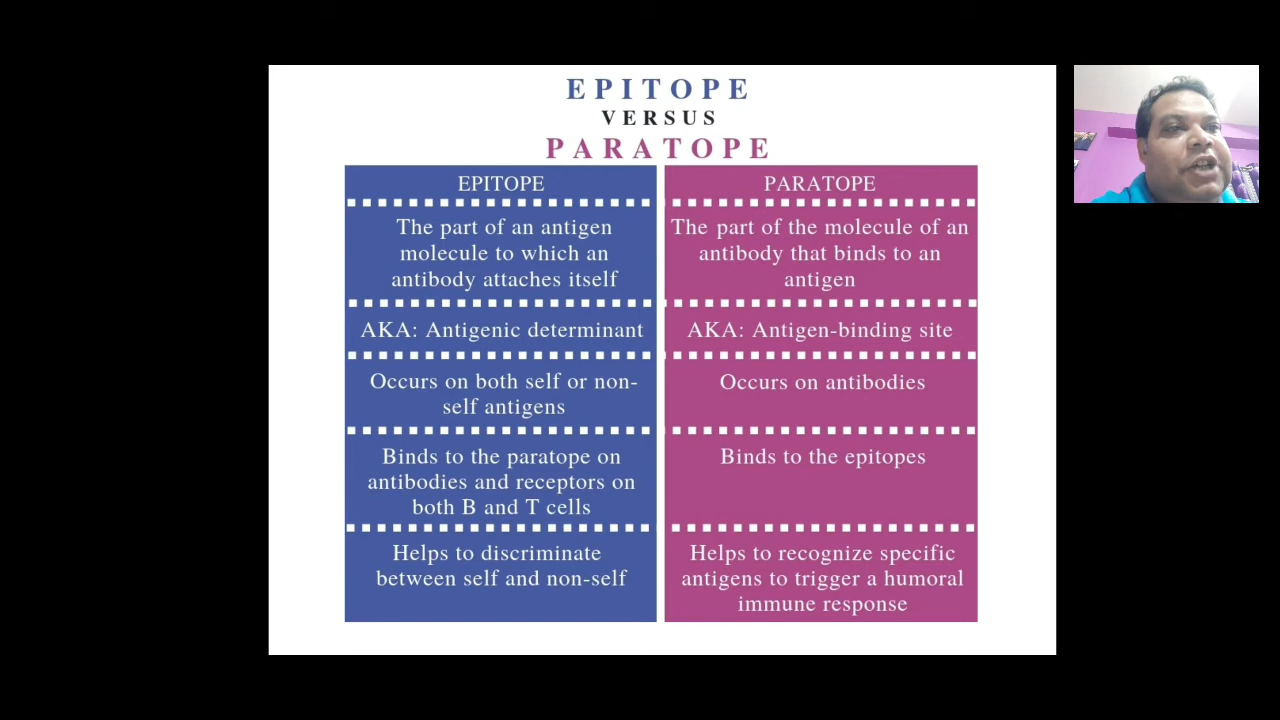 EPITOPE
VERSUS
PARATOPE
EPITOPE
PARATOPE
The part of an antigen
molecule to which an
antibody attaches itself
The part of the molecule of an
antibody that binds to an
antigen
AKA: Antigenic determinant
AKA: Antigen-binding site
Occurs on both self or non-
self antigens
Occurs on antibodies
Binds to the paratope on
antibodies and receptors on
both B and T cells
Binds to the epitopes
Helps to discriminate
between self and non-self
Helps to recognize specific
antigens to trigger a humoral
immune response